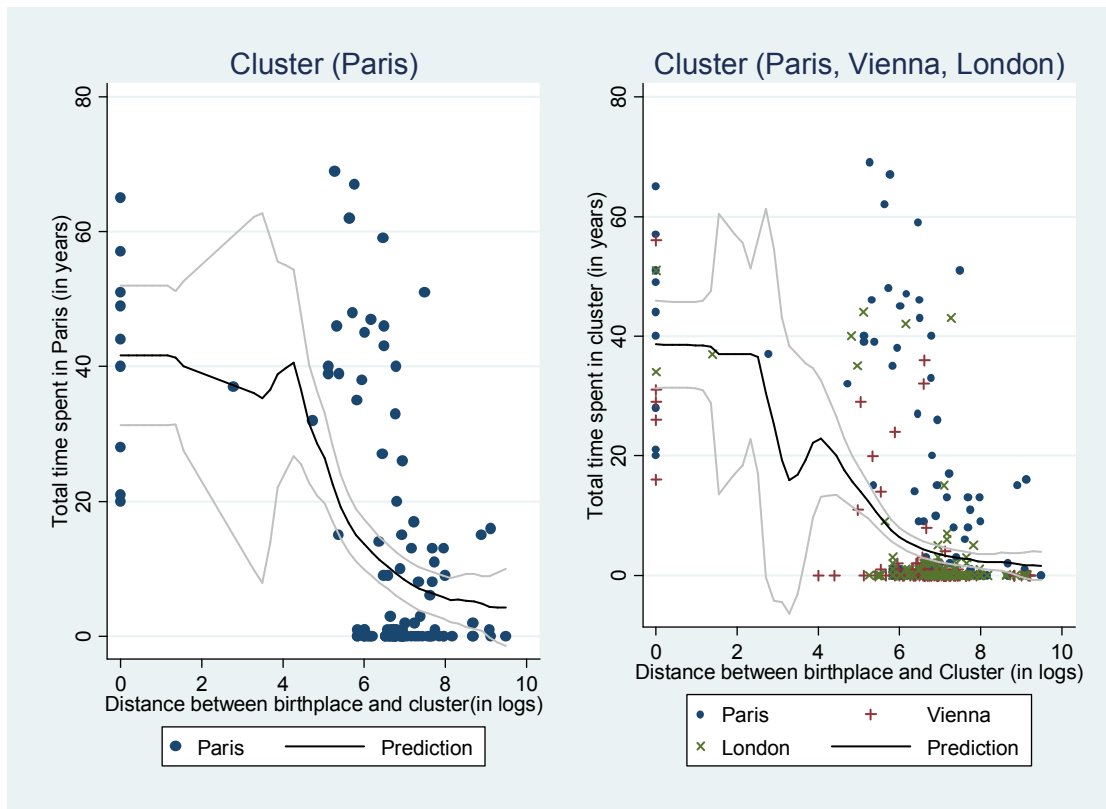 Cluster (Paris)
Total time spent in Paris (in years)
80
60
40
20
0
0 2 4 6 8 10
Distance between birthplace and cluster(in logs)
Paris Prediction
Cluster (Paris, Vienna, London)
Total time spent in cluster (in years)
80
60
40
20
0
0 2 4 6 8 10
Distance between birthplace and Cluster (in logs)
Paris Vienna
London Prediction